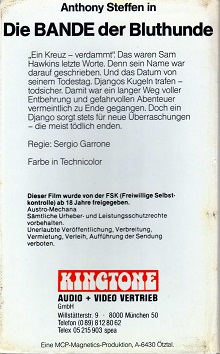 Anthony Steffen in
Die BANDE der Bluthunde
„Ein Kreuz – verdammt“. Das waren Sam
Hawkins letzte Worte. Denn sein Name war
darauf geschrieben. Und das Datum von
seinem Todestag. Djangos Kugeln trafen –
todsicher. Damit war ein langer Weg voller
Entbehrung und gefahrvollen Abenteuer
vermeintlich zu Ende gegangen. Doch ein
Django sorgt stets für neue Überraschungen
– die meist tödlich enden.
Regie: Sergio Garrone
Farbe in Technicolor
Dieser Film wurde von der FSK (Freiwillige Selbst-
kontrolle) ab 18 Jahre freigegeben.
Austro-Mechana
Sämtliche Urheber- und Leistungsschutzrechte
vorbehalten.
Unerlaubte Veröffentlichung, Verbreitung,
Vermietung, Verleih, Aufführung der Sendung
verboten.
KINGTONE
AUDIO + VIDEO VERTRIEB
GmbH
Willstätterstr. 9 · 8000 München 50
Telefon (0 89) 8 12 80 62
Telex 05 215 903 spea
Eine MCP-Magnetics-Produktion, A-6430 Ötztal.